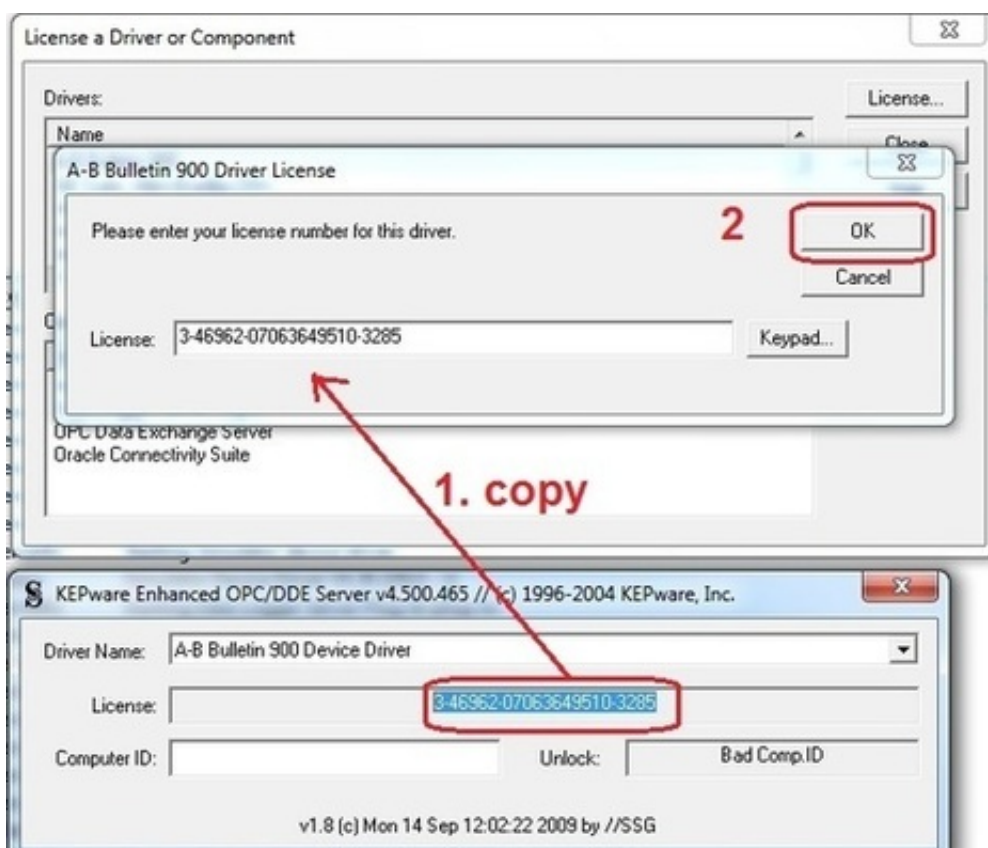 License a Driver or Component
Drivers:
License...
Name
Close
A-B Bulletin 900 Driver License
Please enter your license number for this driver.
2
OK
Cancel
License: 3-46962-07063649510-3285
Keypad...
OPC Data Exchange Server
Oracle Connectivity Suite
1. copy
KEPware Enhanced OPC/DDE Server v4.500.465 // (c) 1996-2004 KEPware, Inc.
Driver Name: A-B Bulletin 900 Device Driver
License: 3-46962-07063649510-3285
Computer ID:
Unlock: Bad Comp.ID
v1.8 (c) Mon 14 Sep 12:02:22 2009 by //SSG